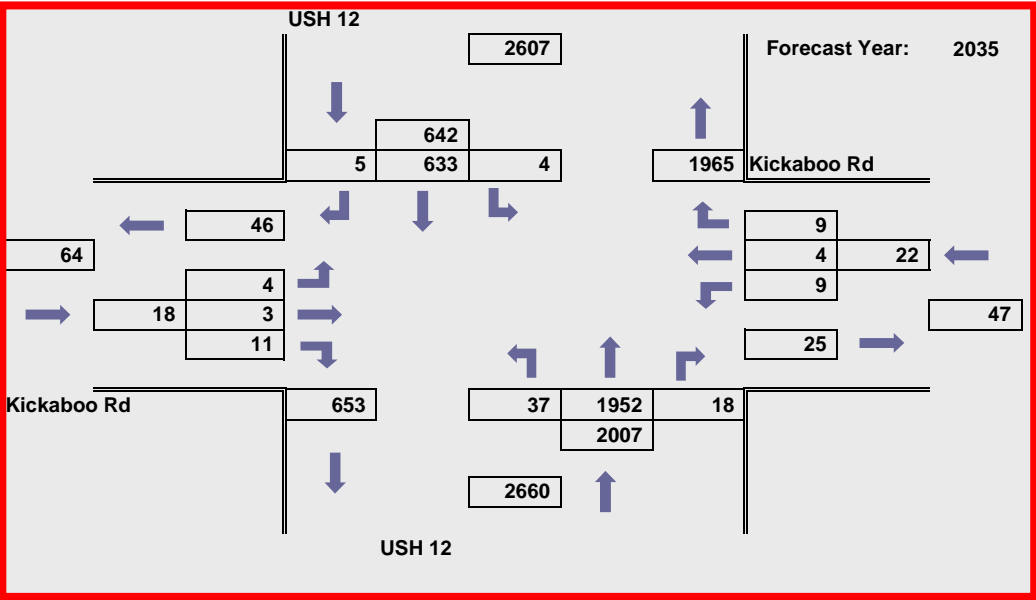 USH 12
2607 Forecast Year: 2035
642
5 633 4 1965 Kickaboo Rd
46 9
64 4 22
4 9
18 3 47
11 25
Kickaboo Rd 653 37 1952 18
2007
2660
USH 12